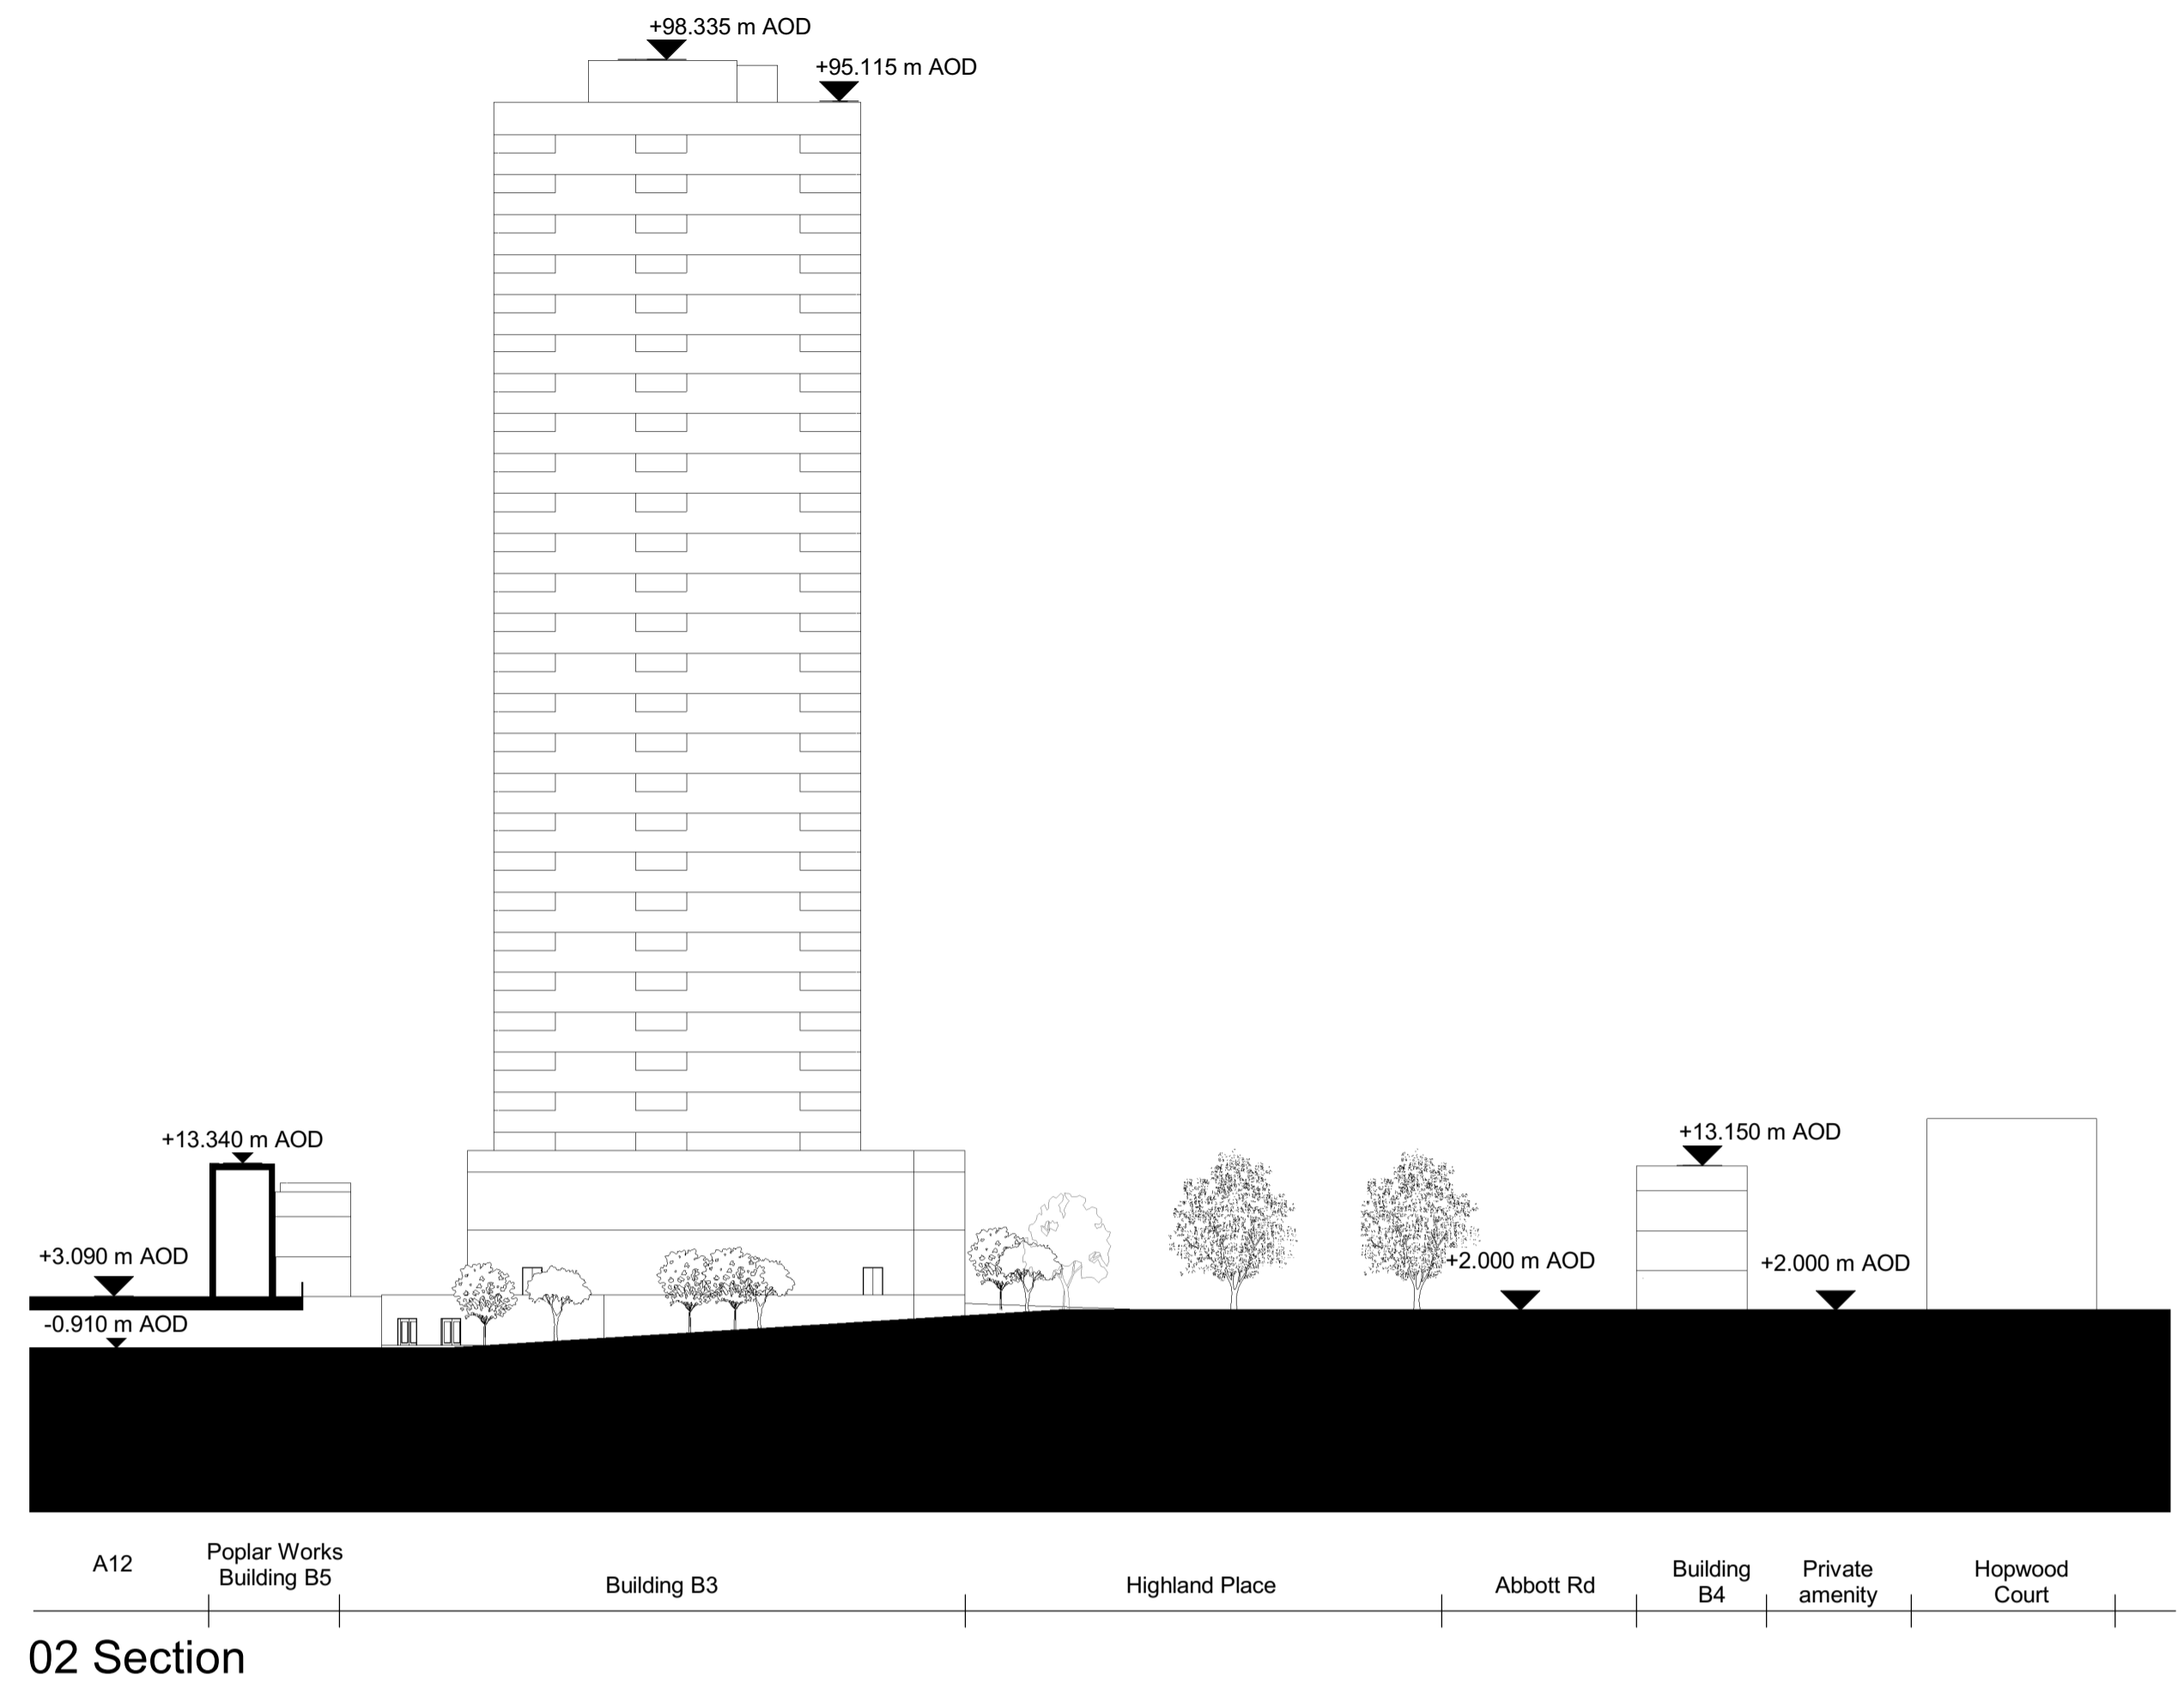 +98.335 m AOD
+95.115 m AOD
+13.340 m AOD
+13.150 m AOD
+3.090 m AOD
+2.000 m AOD
+2.000 m AOD
-0.910 m AOD
A12
Poplar Works
Building B5
Building B3
Highland Place
Abbott Rd
Building
B4
Private
amenity
Hopwood
Court
02 Section